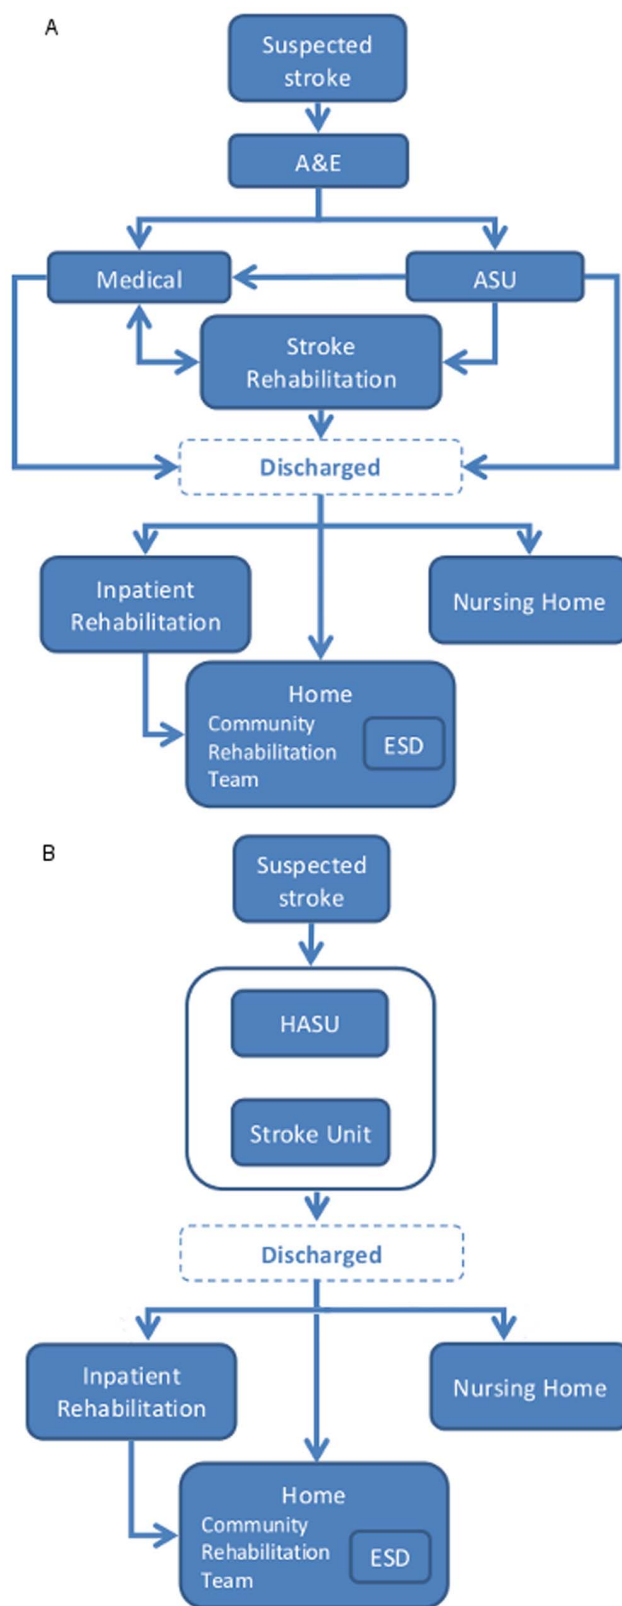 A
Suspected
stroke
A&E
Medical
ASU
Stroke
Rehabilitation
Discharged
Inpatient
Rehabilitation
Nursing Home
Home
Community
Rehabilitation
Team
ESD
B
Suspected
stroke
HASU
Stroke Unit
Discharged
Inpatient
Rehabilitation
Nursing Home
Home
Community
Rehabilitation
Team
ESD